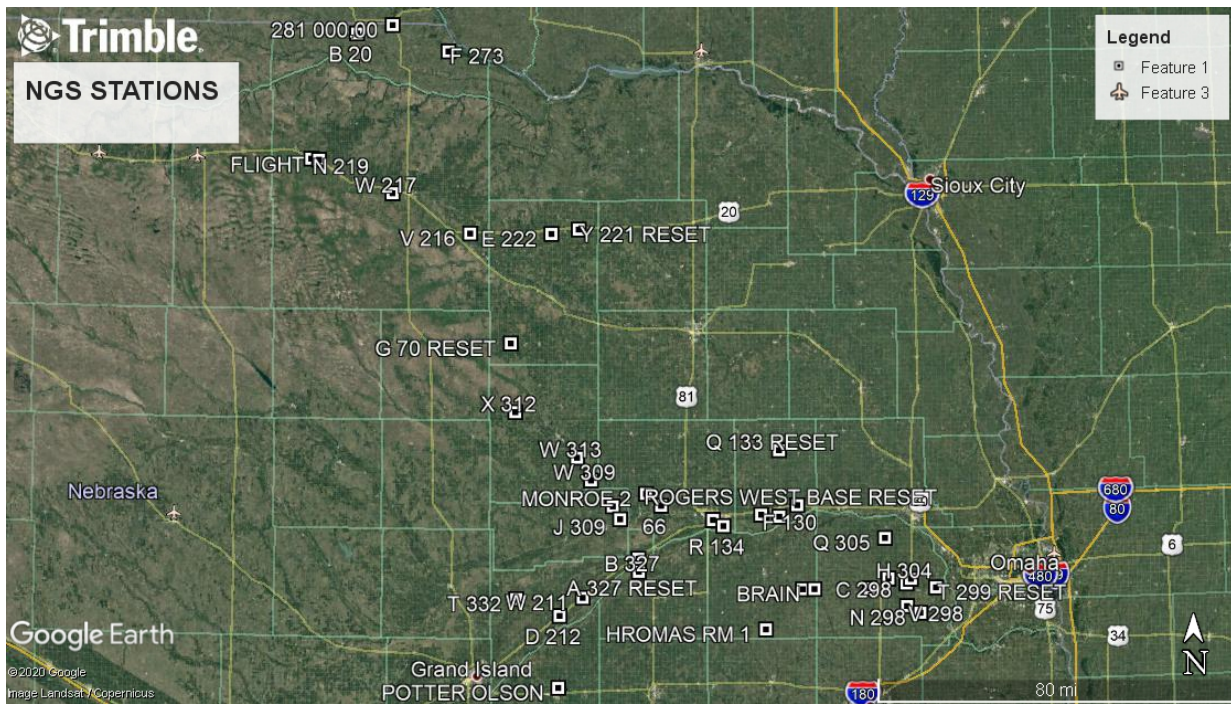 Trimble.
NGS STATIONS
Legend
Feature 1
Feature 3
281 000.00
B 20
F 273
FLIGHT N 219
W 217
Sioux City
129
20
V 216
E 222
Y 221 RESET
G 70 RESET
81
X 312
Q 133 RESET
W 313
W 309
Nebraska
MONROE 2
ROGERS WEST BASE RESET
680
80
J 309
66
F 130
R 134
Q 305
6
B 327
H 304
Omaha
480
A 327 RESET
BRAIN
C 298
T 299 RESET
T 332
W 211
75
N 298
V 298
D 212
HROMAS RM 1
34
Google Earth
N
Grand Island
©2020 Google
Image Landsat / Copernicus
POTTER OLSON
180
80 mi